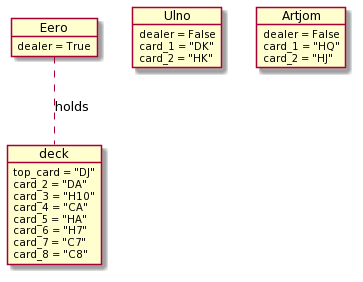 Eero
dealer = True
Ulno
dealer = False
card_1 = "DK"
card_2 = "HK"
Artjom
dealer = False
card_1 = "HQ"
card_2 = "HJ"
holds
deck
top_card = "DJ"
card_2 = "DA"
card_3 = "H10"
card_4 = "CA"
card_5 = "HA"
card_6 = "H7"
card_7 = "C7"
card_8 = "C8"